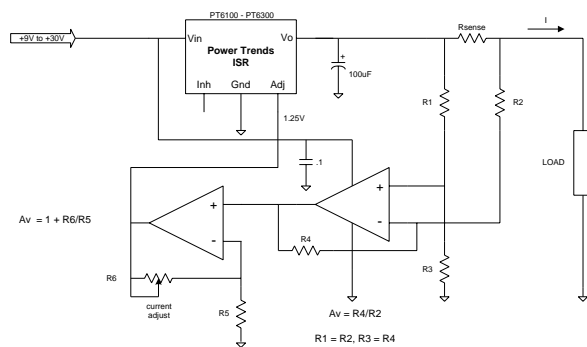 PT6100 - PT6300
Rsense
I
+9V to +30V
Vin
Vo
Power Trends
ISR
+
100uF
Inh
Gnd
Adj
R1
R2
1.25V
.1
LOAD
+
-
+
-
Av = 1 + R6/R5
R4
R3
R6
current
adjust
R5
Av = R4/R2
R1 = R2, R3 = R4